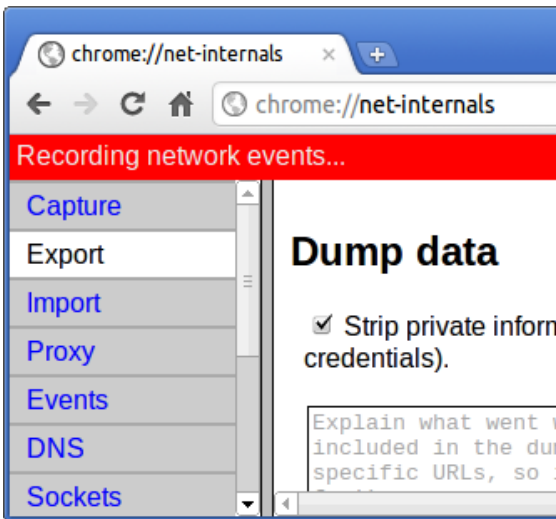 chrome://net-internals
chrome://net-internals
Recording network events...
Capture
Export
Import
Proxy
Events
DNS
Sockets
Dump data
Strip private inform
credentials).
Explain what went w
included in the dum
specific URLs, so i